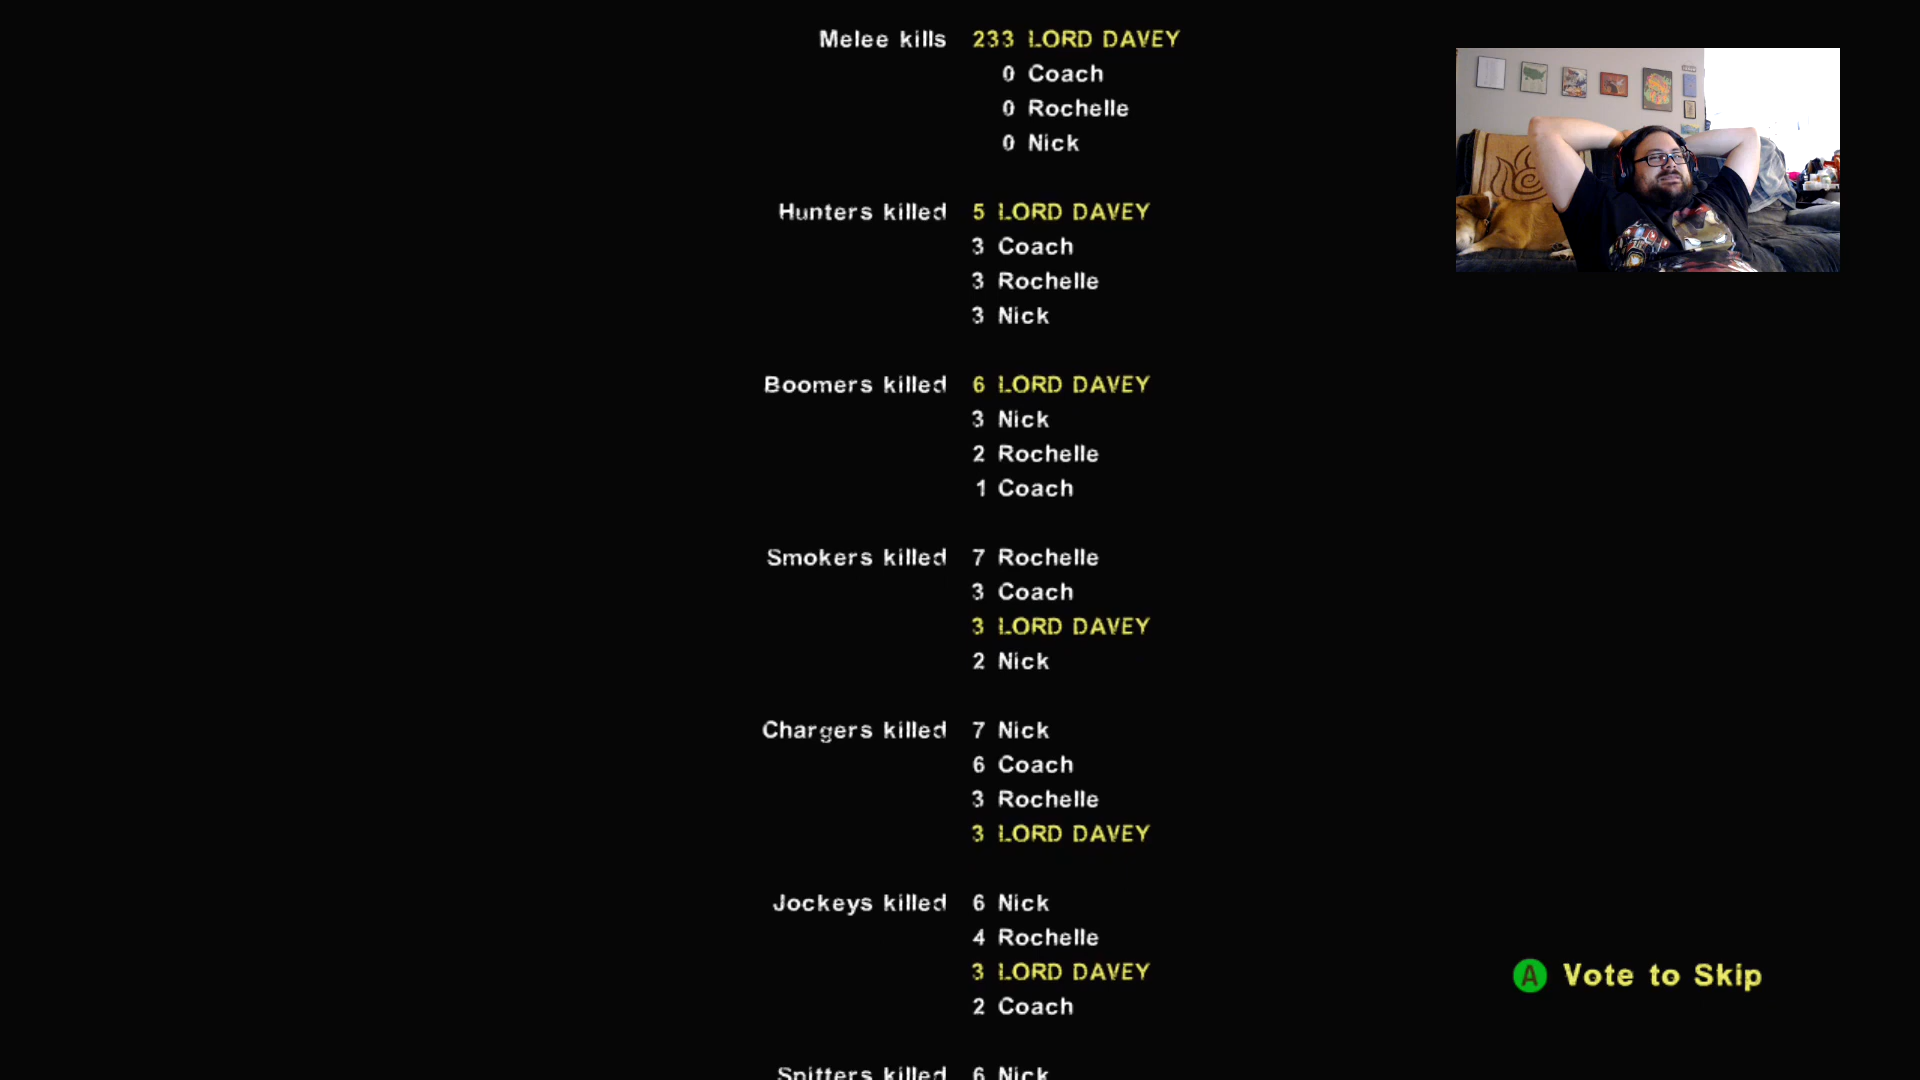 Melee kills 233 LORD DAVEY
0 Coach
0 Rochelle
0 Nick
Hunters killed 5 LORD DAVEY
3 Coach
3 Rochelle
3 Nick
Boomers killed 6 LORD DAVEY
3 Nick
2 Rochelle
1 Coach
Smokers killed 7 Rochelle
3 Coach
3 LORD DAVEY
2 Nick
Chargers killed 7 Nick
6 Coach
3 Rochelle
3 LORD DAVEY
Jockeys killed 6 Nick
4 Rochelle
3 LORD DAVEY
2 Coach
A Vote to Skip
Spitters killed 6 Nick